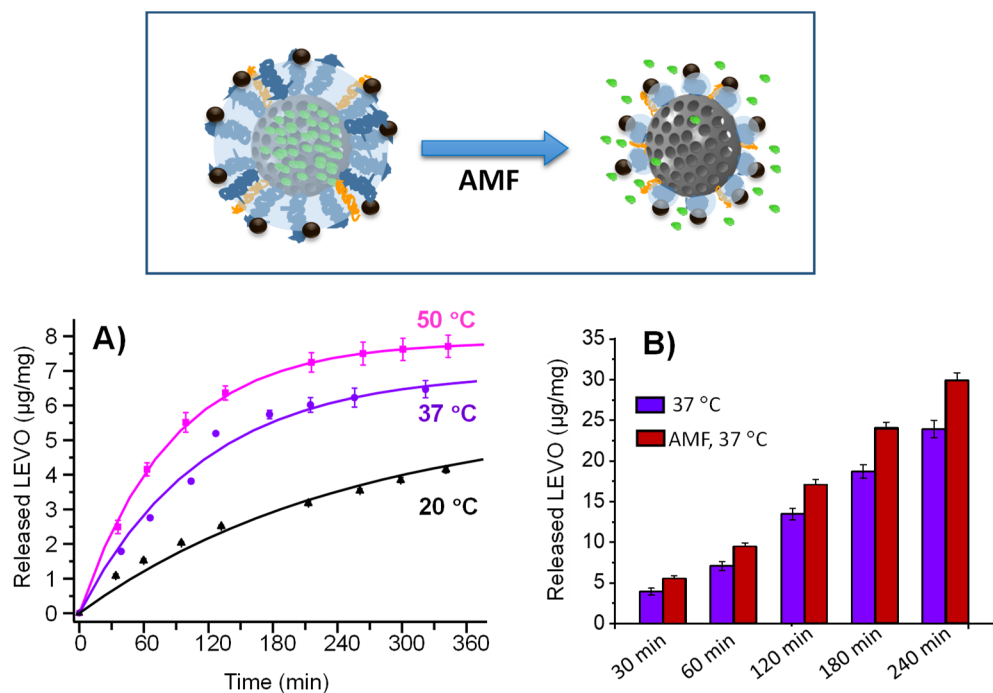 AMF
A)
50 °C
37 °C
20 °C
Released LEVO (µg/mg)
8
7
6
5
4
3
2
1
0
0 60 120 180 240 300 360
Time (min)
B)
37 °C
AMF, 37 °C
Released LEVO (µg/mg)
35
30
25
20
15
10
5
0
30 min 60 min 120 min 180 min 240 min